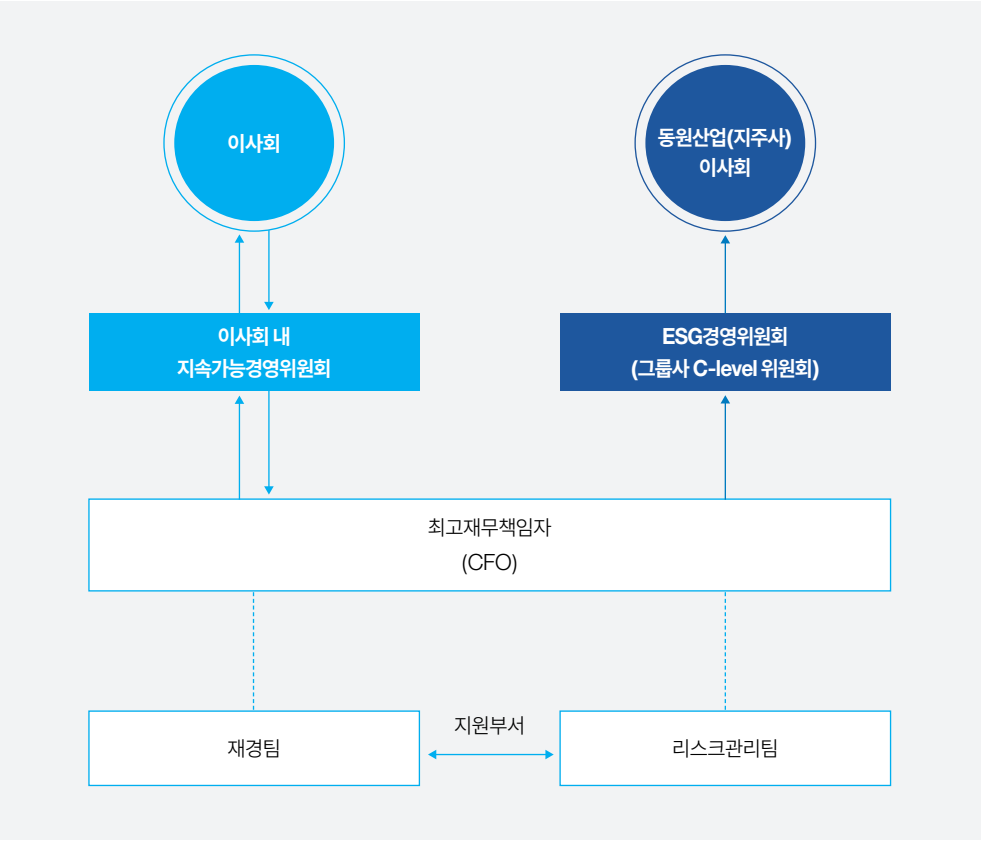 이사회
동원산업(지주사)
이사회
이사회 내
지속가능경영위원회
ESG경영위원회
(그룹사 C-level 위원회)
최고재무책임자
(CFO)
재경팀
지원부서
리스크관리팀